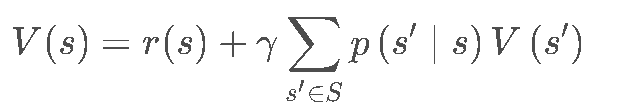 V(s) = r(s) + γ ∑_{s′∈S} p (s′ | s) V (s′)